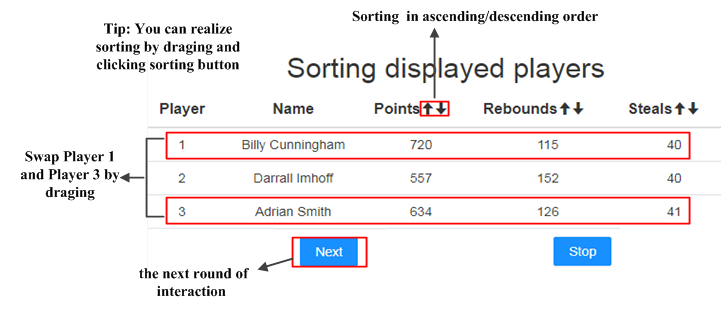 Sorting  in ascending/descending order
Tip: You can realize
sorting by draging and
clicking sorting button
Sorting displayed players
Player Name Points Rebounds Steals
1 Billy Cunningham 720 115 40
2 Darrall Imhoff 557 152 40
3 Adrian Smith 634 126 41
Swap Player 1
and Player 3 by
draging
Next Stop
the next round of
interaction